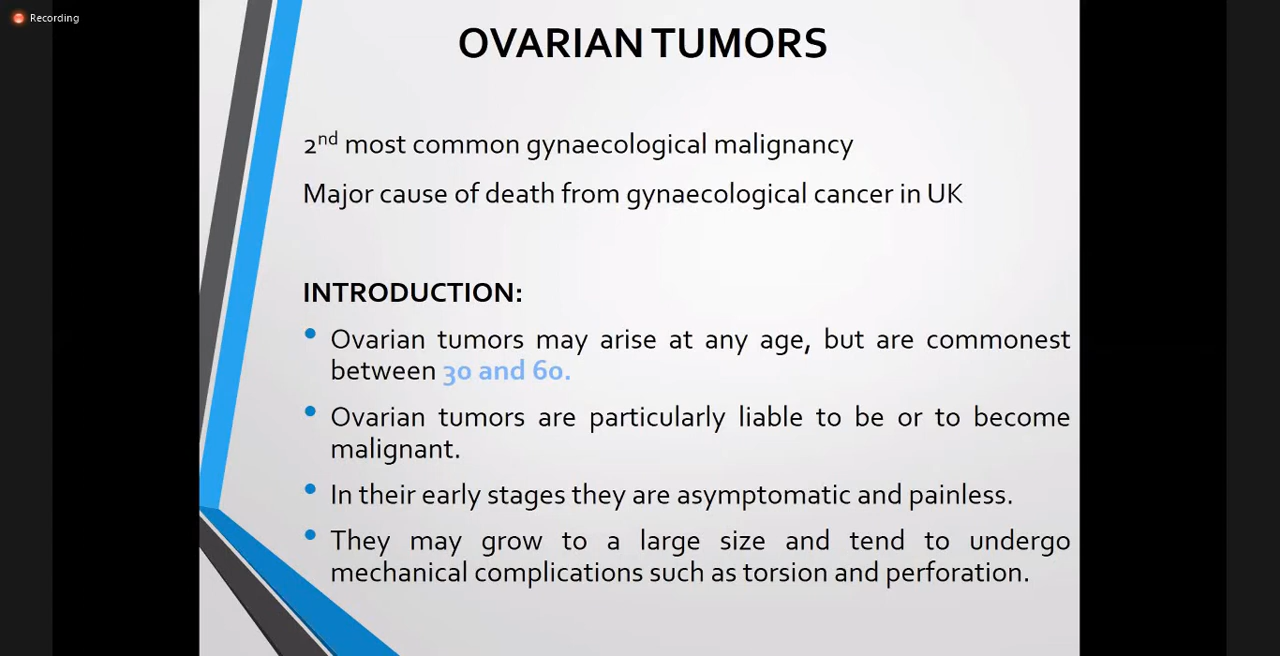 Recording
OVARIAN TUMORS
2nd most common gynaecological malignancy
Major cause of death from gynaecological cancer in UK
INTRODUCTION:
• Ovarian tumors may arise at any age, but are commonest
between 30 and 60.
• Ovarian tumors are particularly liable to be or to become
malignant.
• In their early stages they are asymptomatic and painless.
• They may grow to a large size and tend to undergo
mechanical complications such as torsion and perforation.